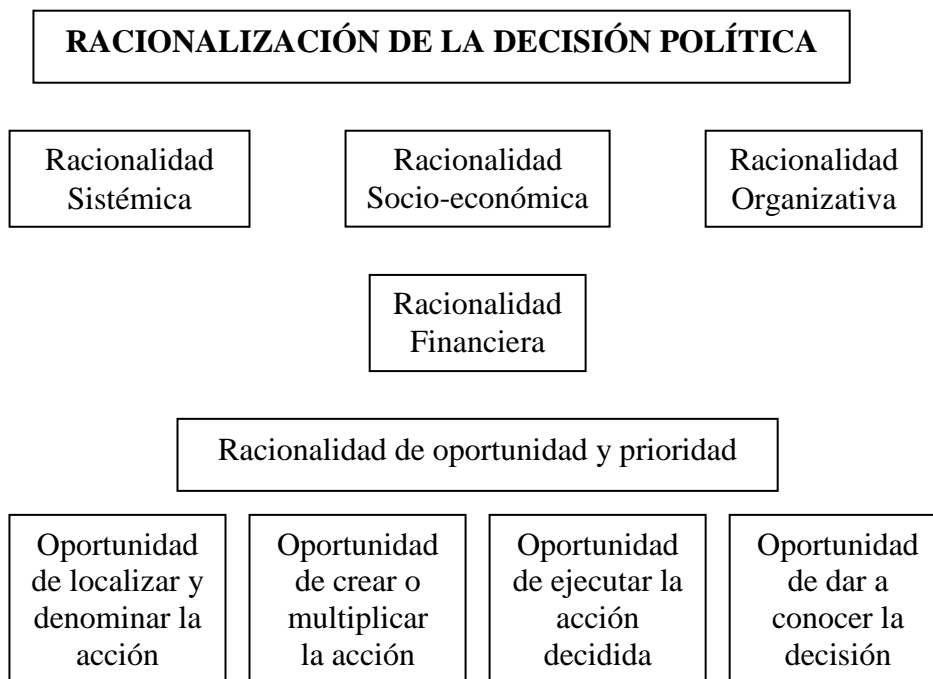 RACIONALIZACIÓN DE LA DECISIÓN POLÍTICA
Racionalidad
Sistémica
Racionalidad
Socio-económica
Racionalidad
Organizativa
Racionalidad
Financiera
Racionalidad de oportunidad y prioridad
Oportunidad
de localizar y
denominar la
acción
Oportunidad
de crear o
multiplicar
la acción
Oportunidad
de ejecutar la
acción
decidida
Oportunidad
de dar a
conocer la
decisión